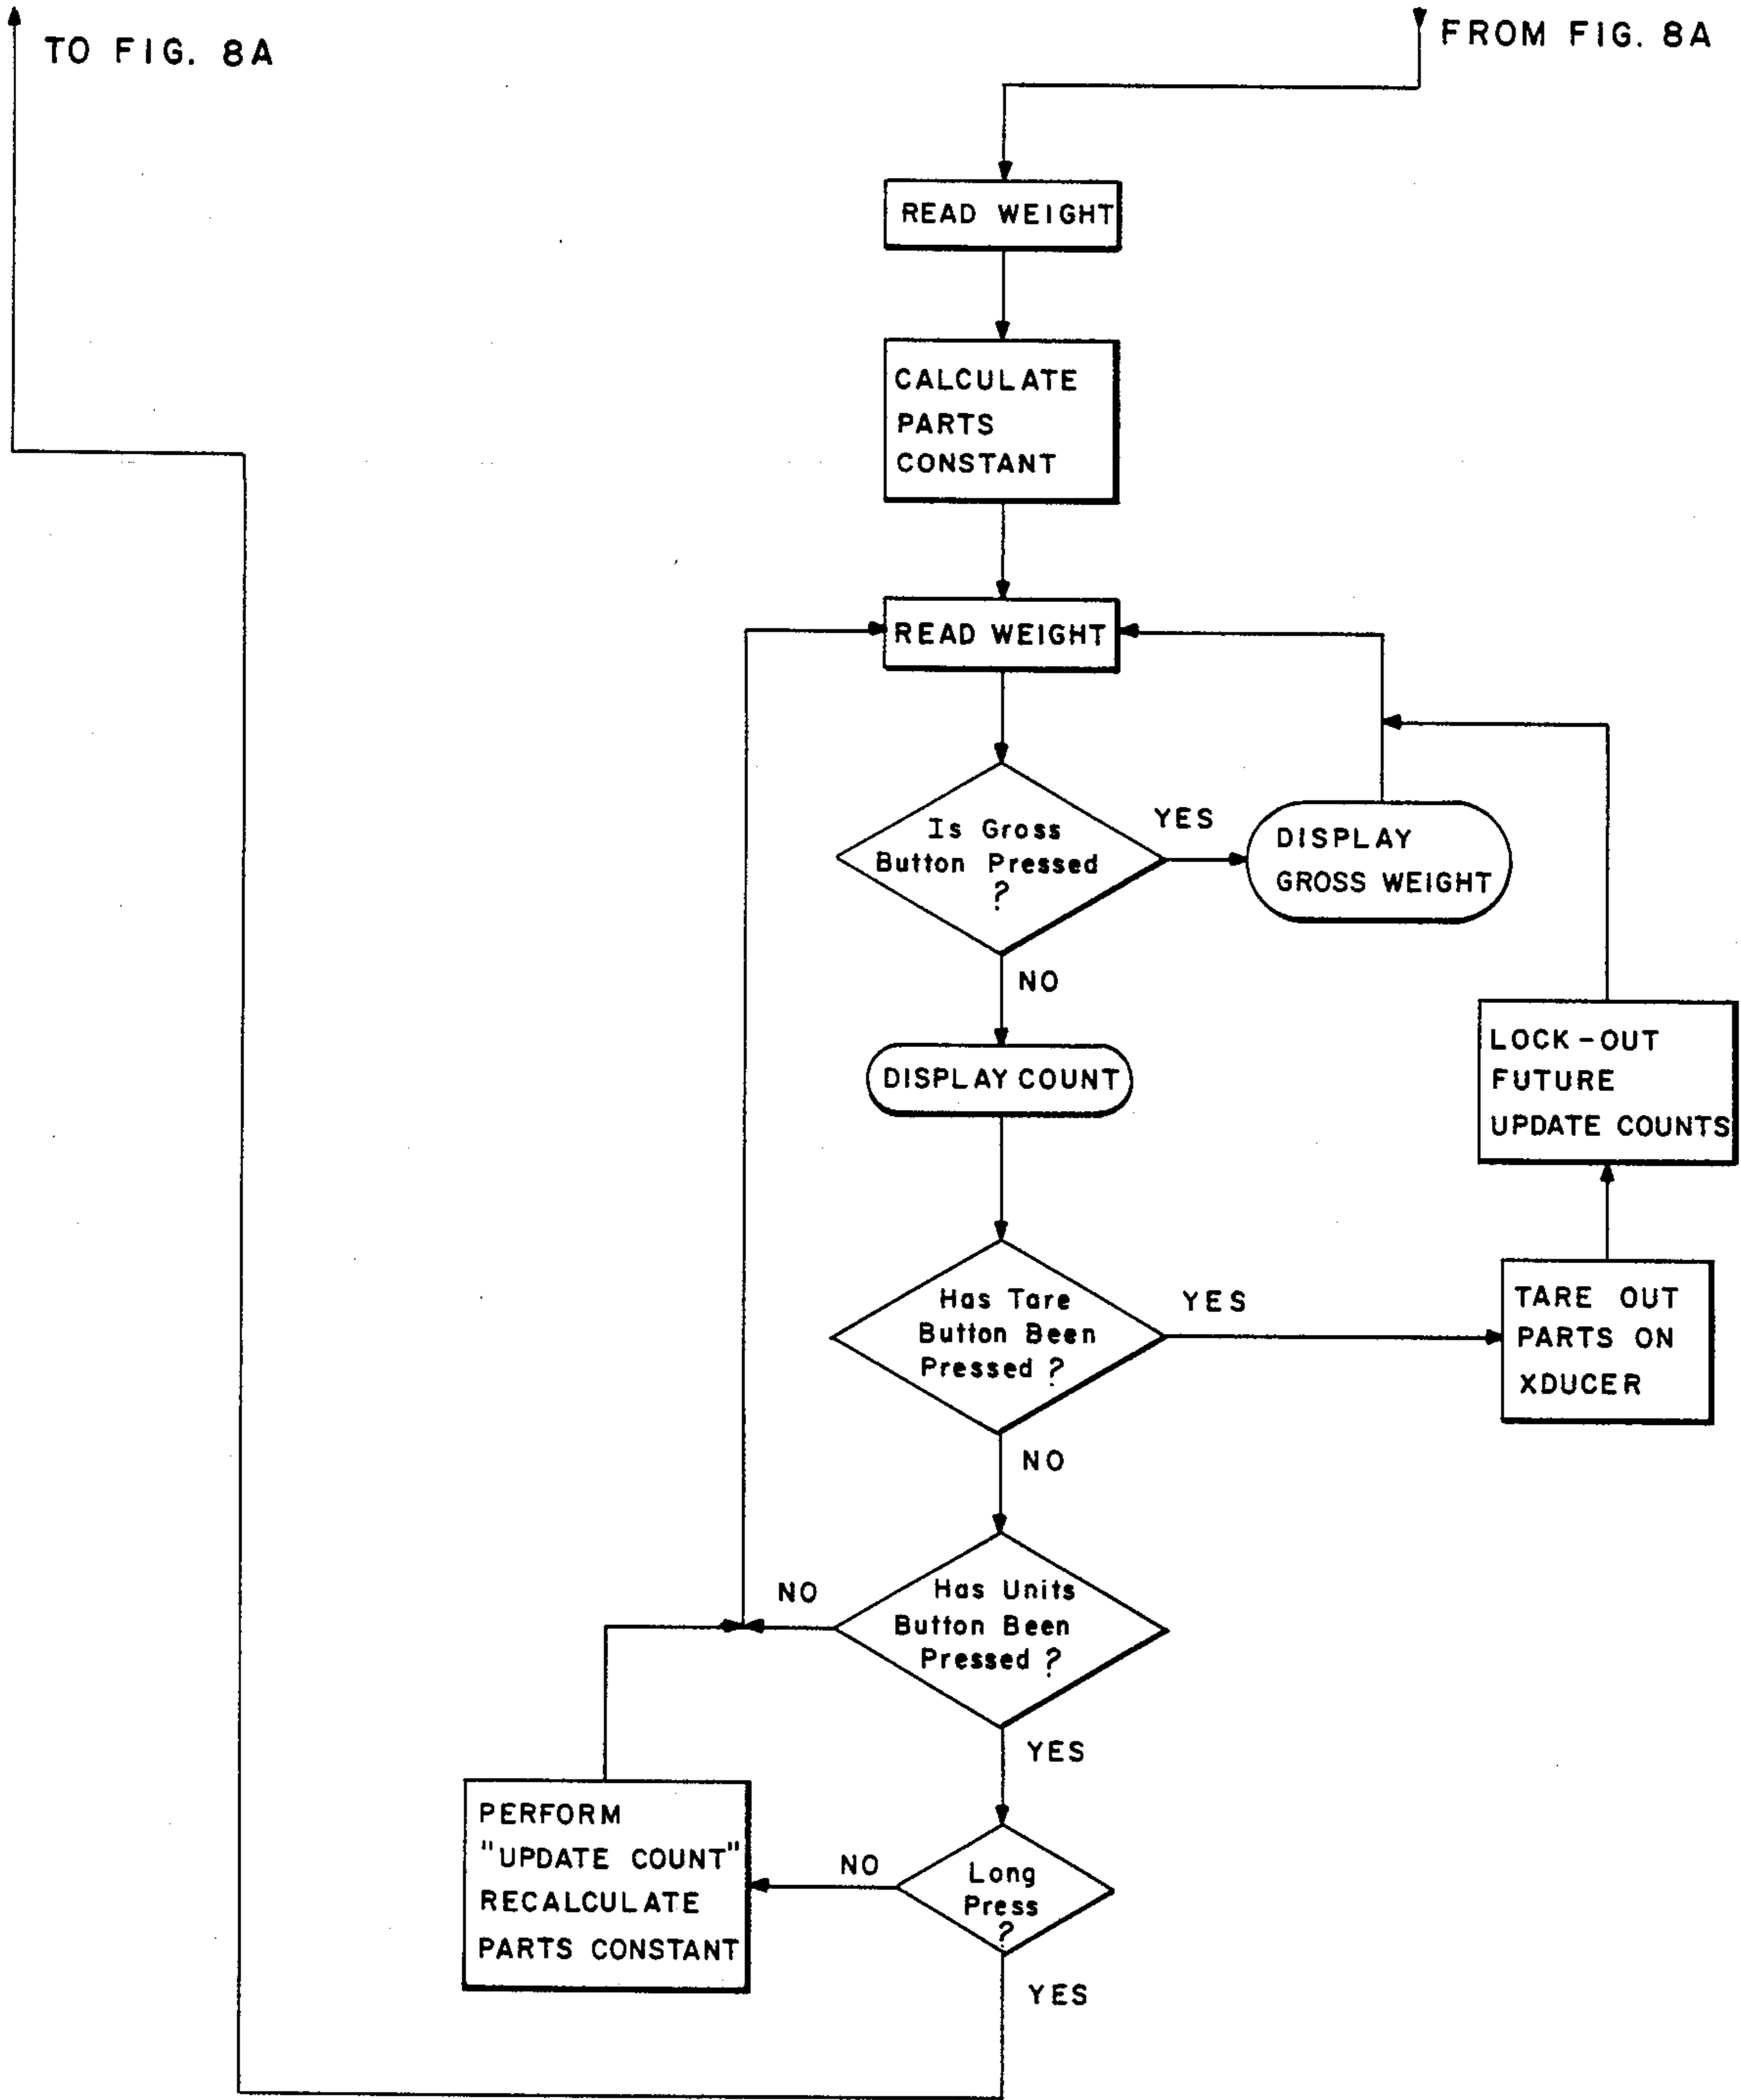 TO FIG. 8A
FROM FIG. 8A
READ WEIGHT
CALCULATE
PARTS
CONSTANT
READ WEIGHT
Is Gross
Button Pressed
?
YES
DISPLAY
GROSS WEIGHT
NO
DISPLAY COUNT
LOCK-OUT
FUTURE
UPDATE COUNTS
Has Tare
Button Been
Pressed ?
YES
TARE OUT
PARTS ON
XDUCER
NO
Has Units
Button Been
Pressed ?
NO
YES
Long
Press
?
NO
PERFORM
"UPDATE COUNT"
RECALCULATE
PARTS CONSTANT
YES